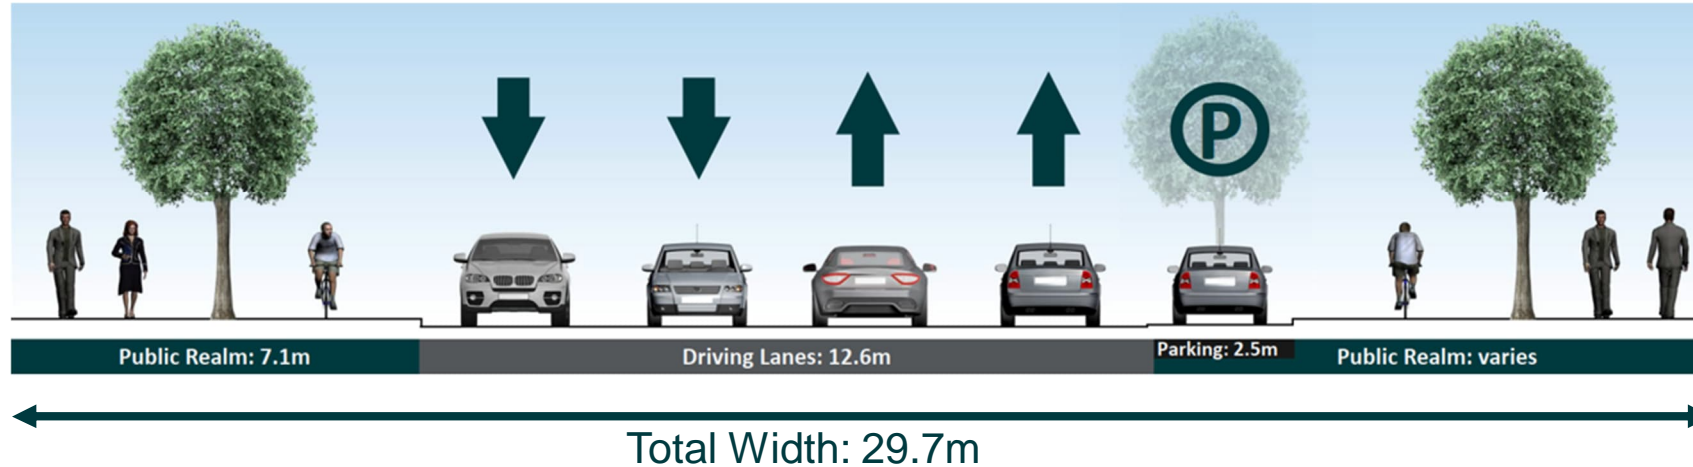 P
Public Realm: 7.1m
Driving Lanes: 12.6m
Parking: 2.5m
Public Realm: varies
Total Width: 29.7m